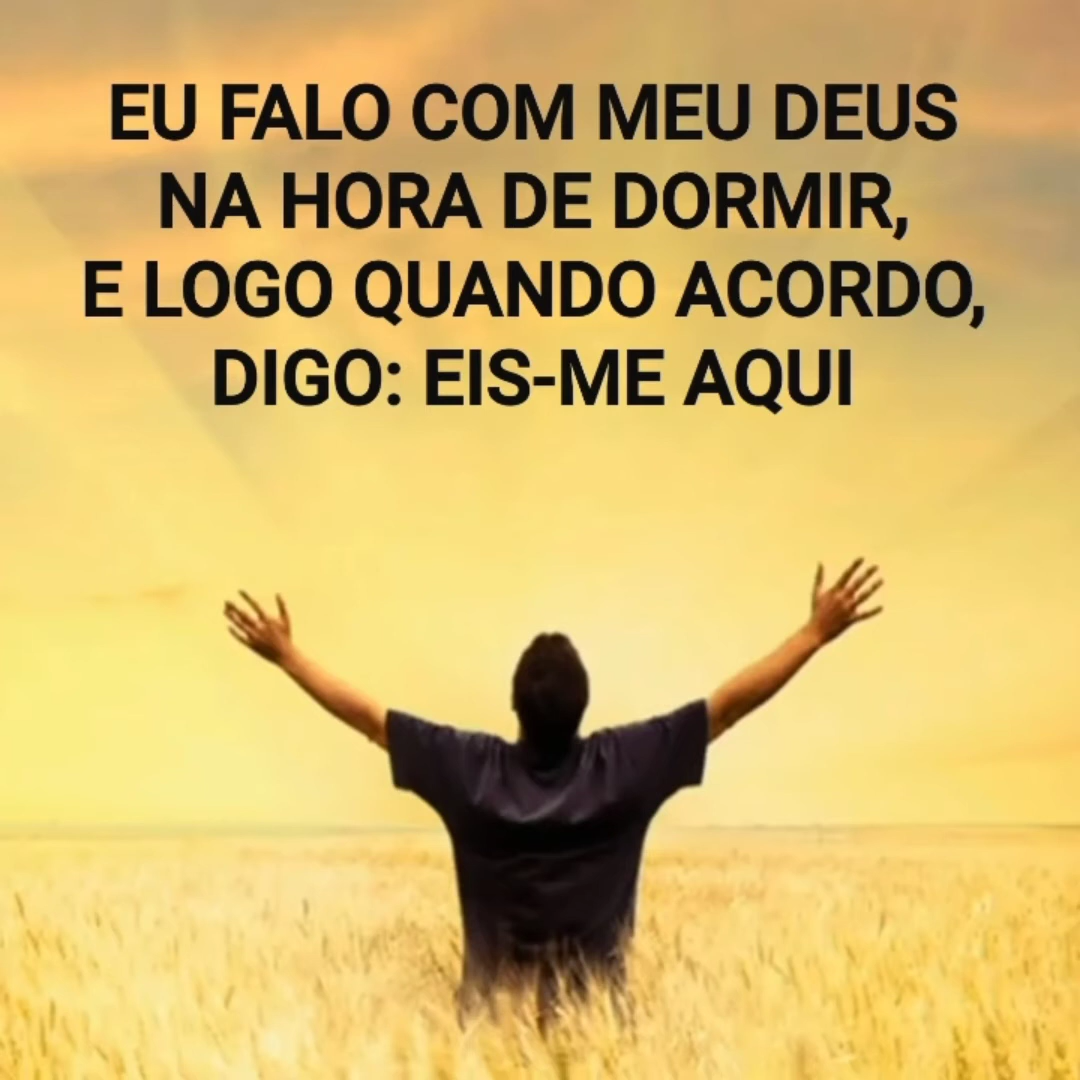 EU FALO COM MEU DEUS
NA HORA DE DORMIR,
E LOGO QUANDO ACORDO,
DIGO: EIS-ME AQUI